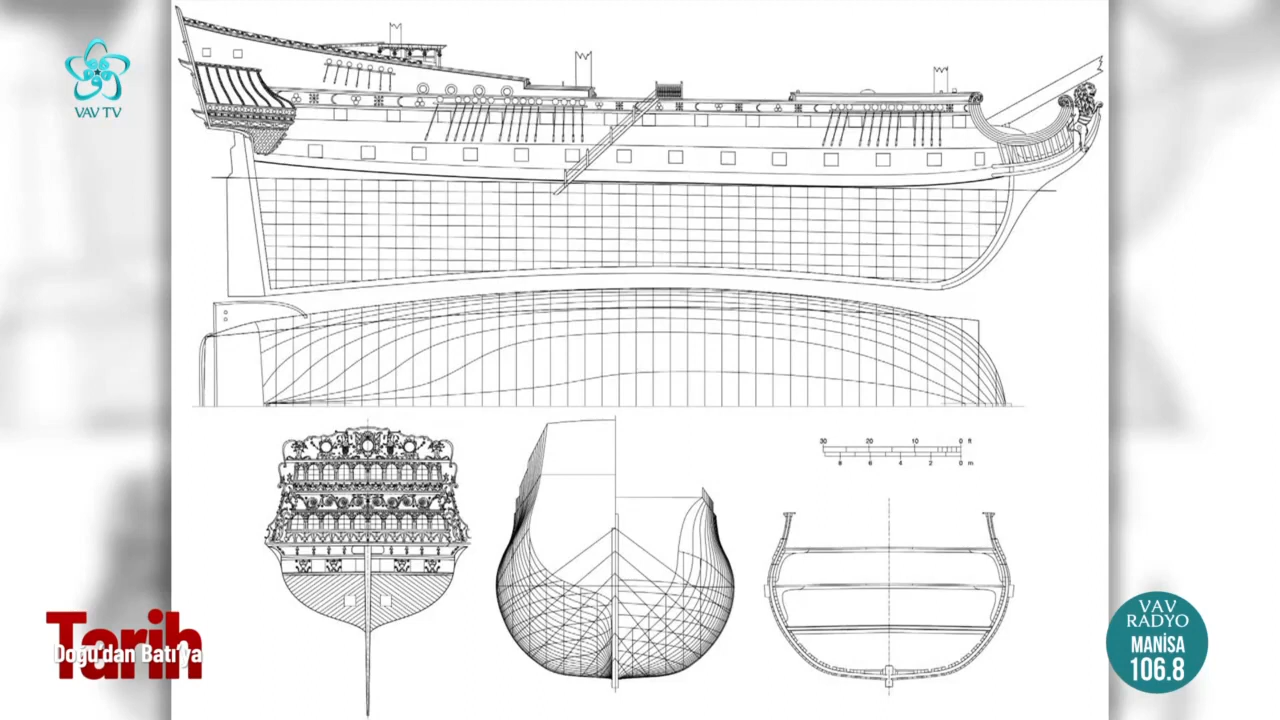 VAV TV
30 20 10 0 ft
8 6 4 2 0 m
Tarih
Doğu'dan Batı'ya
VAV
RADYO
MANİSA
106.8